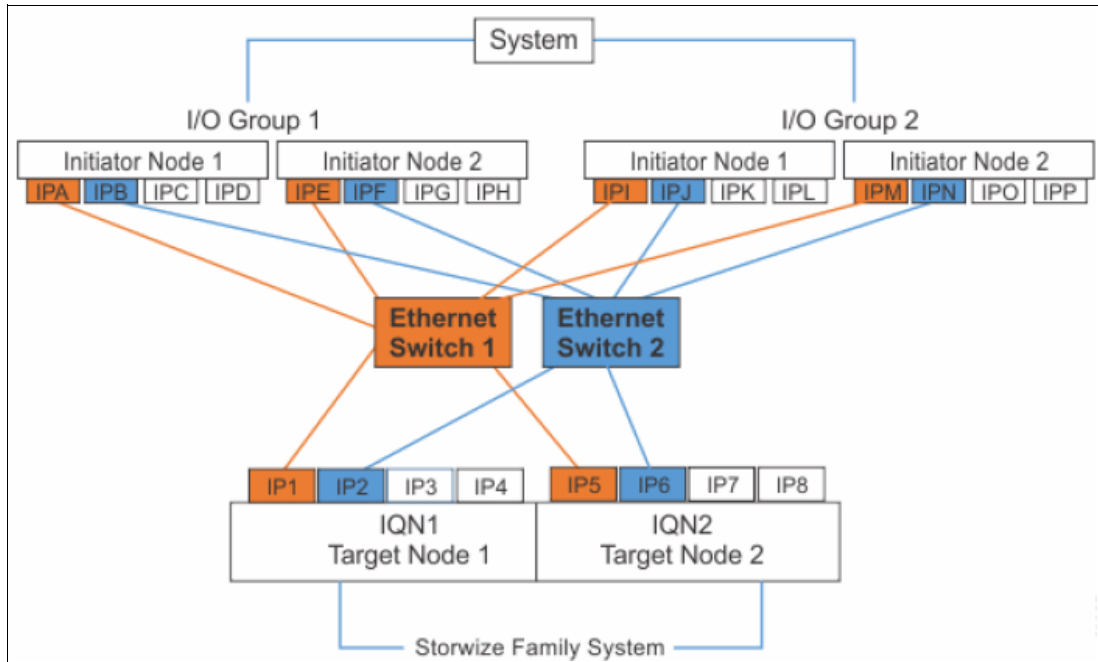 System
I/O Group 1
I/O Group 2
Initiator Node 1
Initiator Node 2
Initiator Node 1
Initiator Node 2
IPA IPB IPC IPD
IPE IPF IPG IPH
IPI IPJ IPK IPL
IPM IPN IPO IPP
Ethernet
Switch 1
Ethernet
Switch 2
IP1 IP2 IP3 IP4
IP5 IP6 IP7 IP8
IQN1
Target Node 1
IQN2
Target Node 2
Storwize Family System